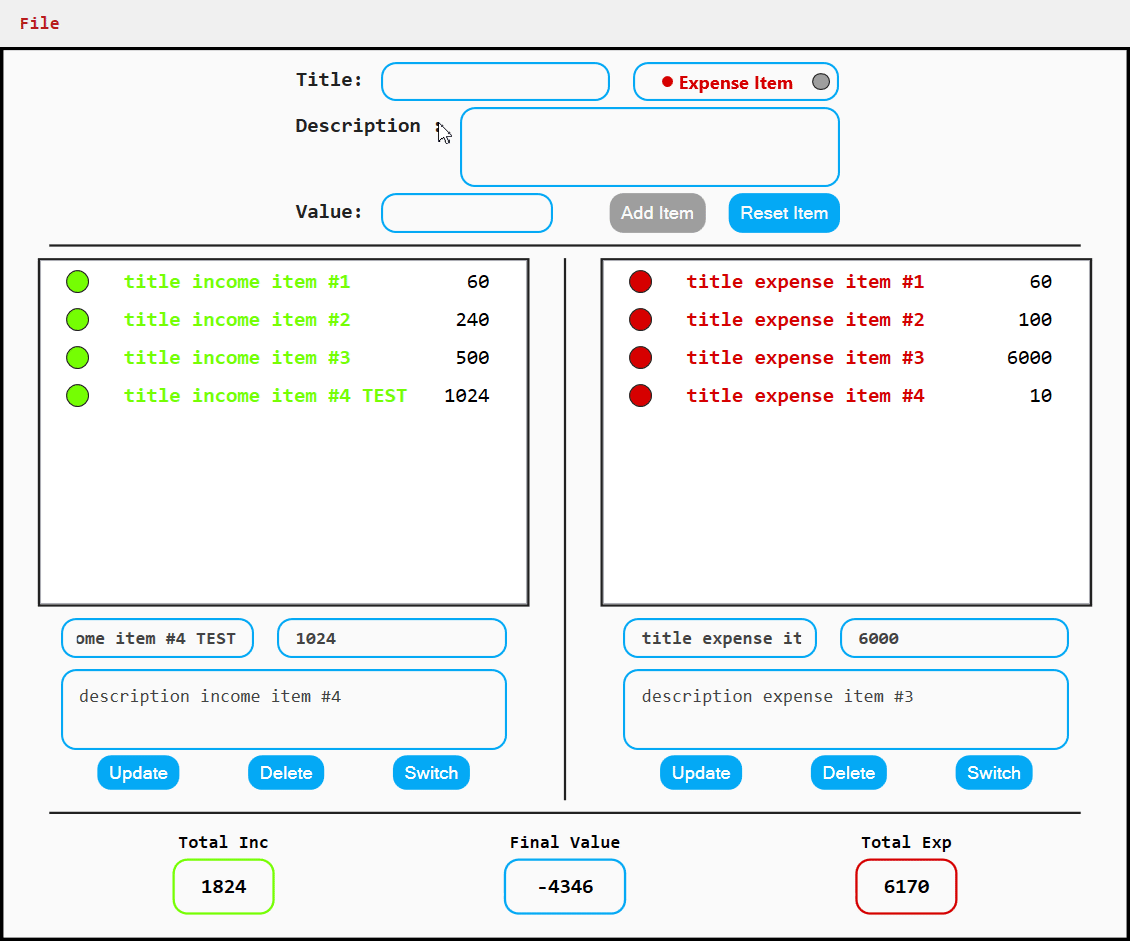 File
Title:
Expense Item
Description :
Value:
Add Item
Reset Item
title income item #1 60
title income item #2 240
title income item #3 500
title income item #4 TEST 1024
title expense item #1 60
title expense item #2 100
title expense item #3 6000
title expense item #4 10
ome item #4 TEST
1024
description income item #4
Update
Delete
Switch
title expense it
6000
description expense item #3
Update
Delete
Switch
Total Inc
1824
Final Value
-4346
Total Exp
6170